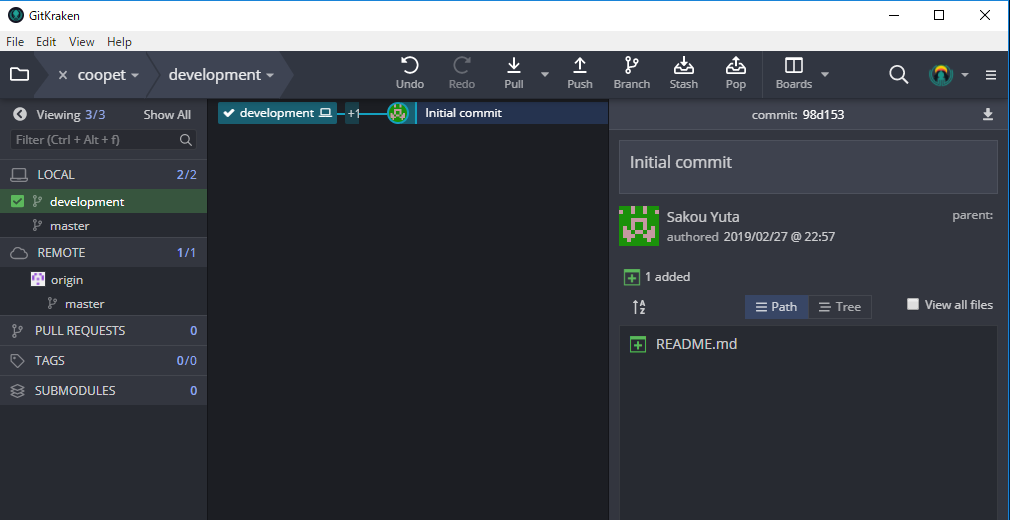 GitKraken
File Edit View Help
coopet
development
Undo
Redo
Pull
Push
Branch
Stash
Pop
Boards
Viewing 3/3 Show All
Filter (Ctrl + Alt + f)
LOCAL 2/2
development
master
REMOTE 1/1
origin
master
PULL REQUESTS 0
TAGS 0/0
SUBMODULES 0
development +1 Initial commit
commit: 98d153
Initial commit
Sakou Yuta parent:
authored 2019/02/27 @ 22:57
1 added
A Z Path Tree View all files
README.md